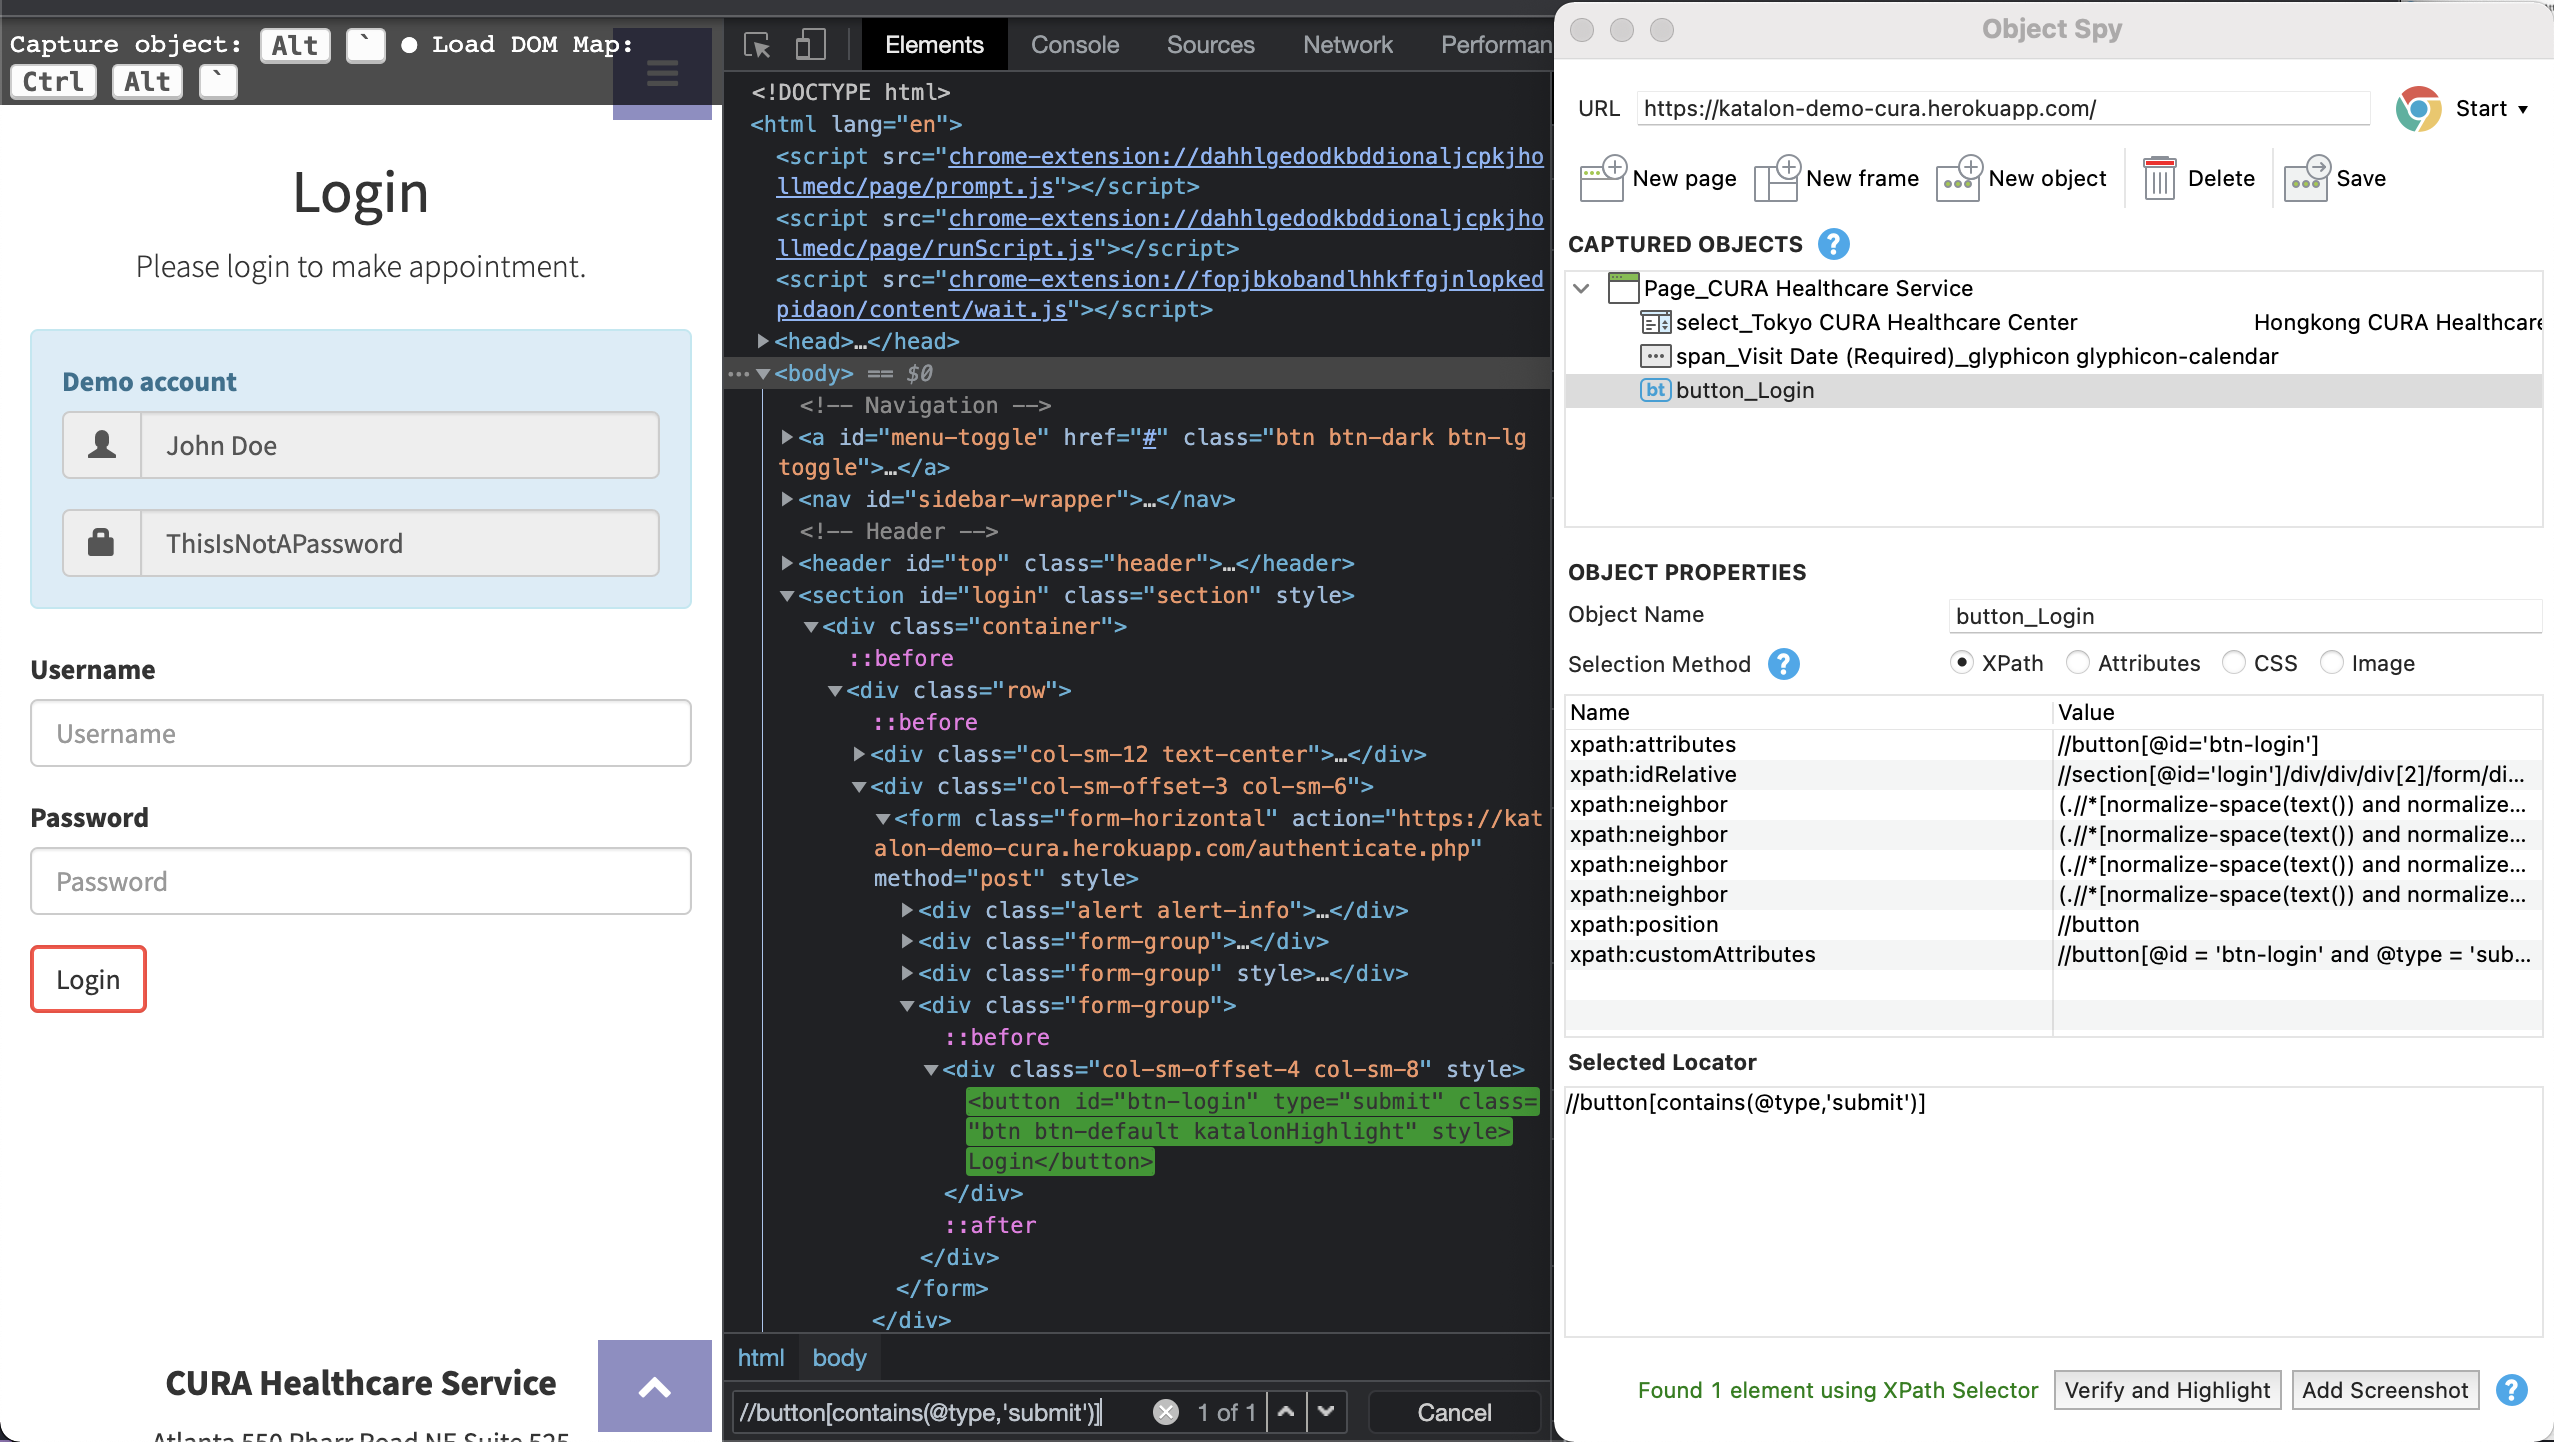 Capture object: Alt ` ● Load DOM Map:
Ctrl Alt `
Login
Please login to make appointment.
Demo account
John Doe
ThisIsNotAPassword
Username
Username
Password
Password
Login
CURA Healthcare Service
Atlanta 550 Pharr Road NE Suite 525
Elements Console Sources Network Performan
<!DOCTYPE html>
<html lang="en">
<script src="chrome-extension://dahhlgedodkbddionaljcpkjho
llmedc/page/prompt.js"></script>
<script src="chrome-extension://dahhlgedodkbddionaljcpkjho
llmedc/page/runScript.js"></script>
<script src="chrome-extension://fopjbkobandlhhkffgjnlopked
pidaon/content/wait.js"></script>
<head>…</head>
<body> == $0
<!-- Navigation -->
<a id="menu-toggle" href="#" class="btn btn-dark btn-lg
toggle">…</a>
<nav id="sidebar-wrapper">…</nav>
<!-- Header -->
<header id="top" class="header">…</header>
<section id="login" class="section" style>
<div class="container">
::before
<div class="row">
::before
<div class="col-sm-12 text-center">…</div>
<div class="col-sm-offset-3 col-sm-6">
<form class="form-horizontal" action="https://kat
alon-demo-cura.herokuapp.com/authenticate.php"
method="post" style>
<div class="alert alert-info">…</div>
<div class="form-group">…</div>
<div class="form-group" style>…</div>
<div class="form-group">
::before
<div class="col-sm-offset-4 col-sm-8" style>
<button id="btn-login" type="submit" class=
"btn btn-default katalonHighlight" style>
Login</button>
</div>
::after
</div>
</form>
</div>
html body
//button[contains(@type,'submit')] 1 of 1 Cancel
Object Spy
URL https://katalon-demo-cura.herokuapp.com/ Start
New page New frame New object Delete Save
CAPTURED OBJECTS ?
Page_CURA Healthcare Service
select_Tokyo CURA Healthcare Center Hongkong CURA Healthcare
span_Visit Date (Required)_glyphicon glyphicon-calendar
bt button_Login
OBJECT PROPERTIES
Object Name button_Login
Selection Method ? XPath Attributes CSS Image
Name Value
xpath:attributes //button[@id='btn-login']
xpath:idRelative //section[@id='login']/div/div/div[2]/form/di...
xpath:neighbor (.//*[normalize-space(text()) and normalize...
xpath:neighbor (.//*[normalize-space(text()) and normalize...
xpath:neighbor (.//*[normalize-space(text()) and normalize...
xpath:neighbor (.//*[normalize-space(text()) and normalize...
xpath:position //button
xpath:customAttributes //button[@id = 'btn-login' and @type = 'sub...
Selected Locator
//button[contains(@type,'submit')]
Found 1 element using XPath Selector Verify and Highlight Add Screenshot ?